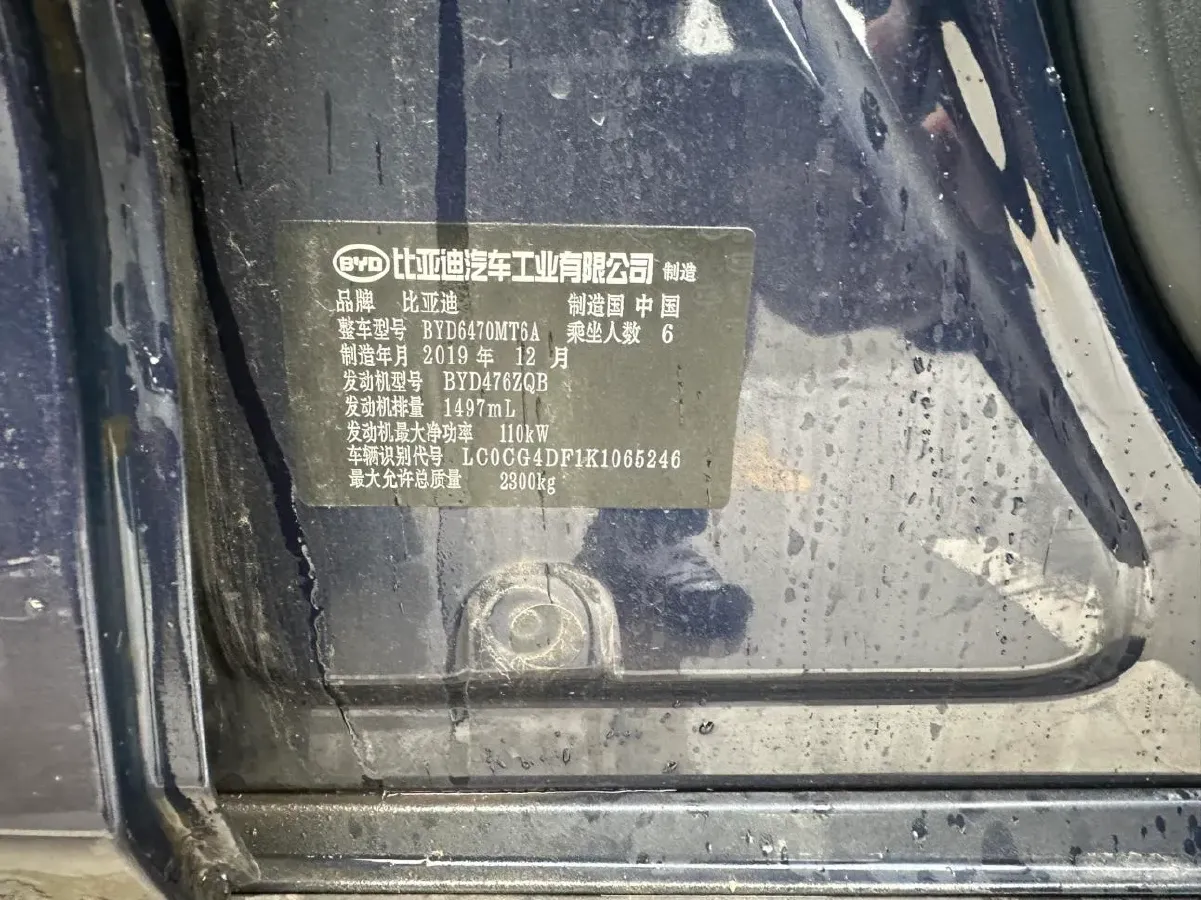 BYD 比亚迪汽车工业有限公司 制造
品牌 比亚迪 制造国 中国
整车型号 BYD6470MT6A 乘坐人数 6
制造年月 2019 年 12 月
发动机型号 BYD476ZQB
发动机排量 1497mL
发动机最大净功率 110kW
车辆识别代号 LC0CG4DF1K1065246
最大允许总质量 2300kg